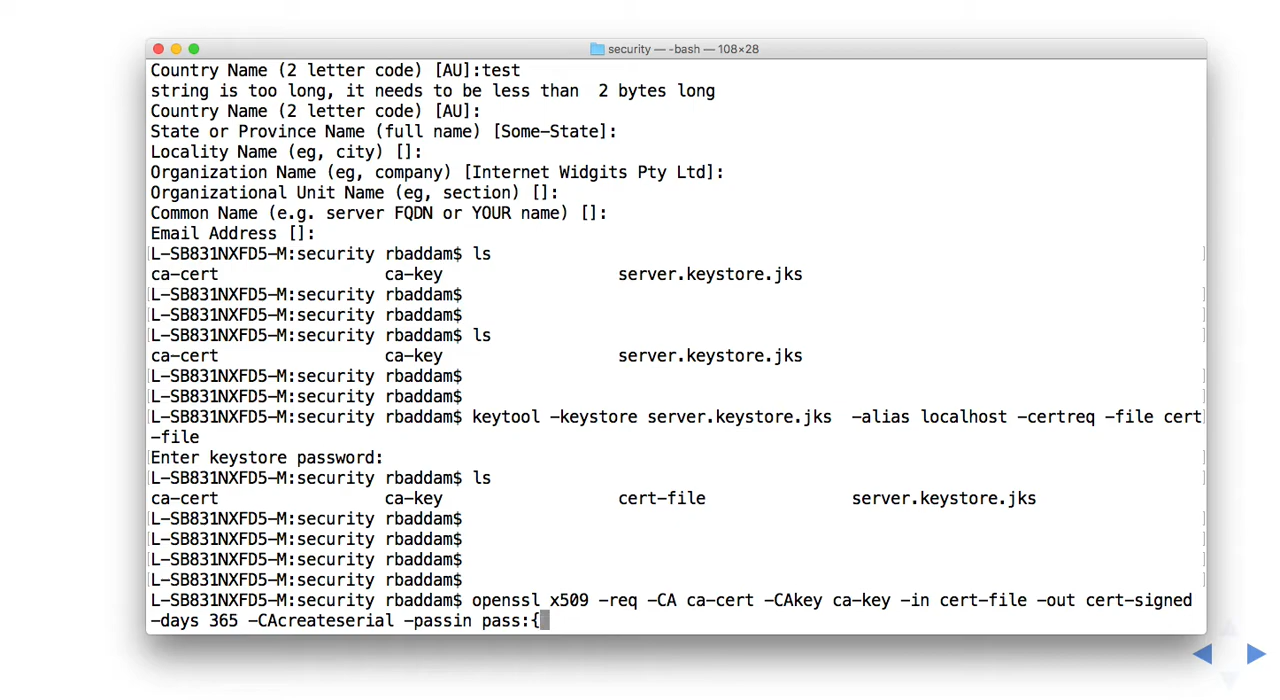 security — -bash — 108×28
Country Name (2 letter code) [AU]:test
string is too long, it needs to be less than  2 bytes long
Country Name (2 letter code) [AU]:
State or Province Name (full name) [Some-State]:
Locality Name (eg, city) []:
Organization Name (eg, company) [Internet Widgits Pty Ltd]:
Organizational Unit Name (eg, section) []:
Common Name (e.g. server FQDN or YOUR name) []:
Email Address []:
L-SB831NXFD5-M:security rbaddam$ ls
ca-cert                 ca-key                  server.keystore.jks
L-SB831NXFD5-M:security rbaddam$
L-SB831NXFD5-M:security rbaddam$
L-SB831NXFD5-M:security rbaddam$ ls
ca-cert                 ca-key                  server.keystore.jks
L-SB831NXFD5-M:security rbaddam$
L-SB831NXFD5-M:security rbaddam$
L-SB831NXFD5-M:security rbaddam$ keytool -keystore server.keystore.jks  -alias localhost -certreq -file cert
-file
Enter keystore password:
L-SB831NXFD5-M:security rbaddam$ ls
ca-cert                 ca-key                  cert-file               server.keystore.jks
L-SB831NXFD5-M:security rbaddam$
L-SB831NXFD5-M:security rbaddam$
L-SB831NXFD5-M:security rbaddam$
L-SB831NXFD5-M:security rbaddam$
L-SB831NXFD5-M:security rbaddam$ openssl x509 -req -CA ca-cert -CAkey ca-key -in cert-file -out cert-signed
-days 365 -CAcreateserial -passin pass:{